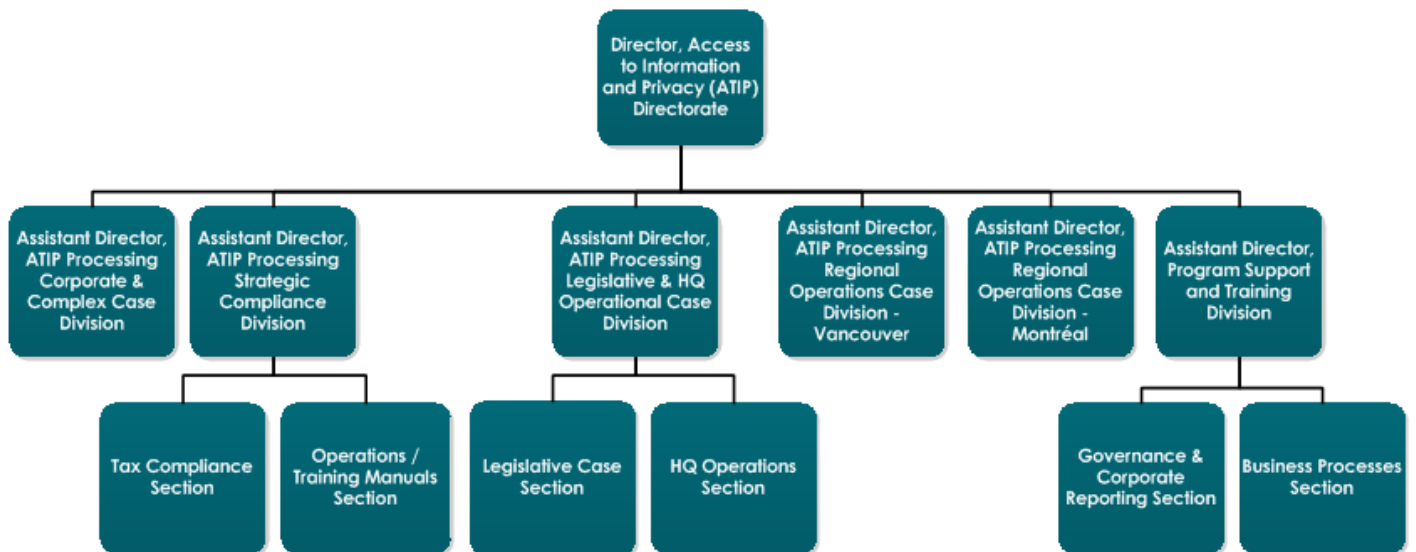 Director, Access
to Information
and Privacy (ATIP)
Directorate
Assistant Director,
ATIP Processing
Corporate &
Complex Case
Division
Assistant Director,
ATIP Processing
Strategic
Compliance
Division
Assistant Director,
ATIP Processing
Legislative & HQ
Operational Case
Division
Assistant Director,
ATIP Processing
Regional
Operations Case
Division -
Vancouver
Assistant Director,
ATIP Processing
Regional
Operations Case
Division -
Montréal
Assistant Director,
Program Support
and Training
Division
Tax Compliance
Section
Operations /
Training Manuals
Section
Legislative Case
Section
HQ Operations
Section
Governance &
Corporate
Reporting Section
Business Processes
Section